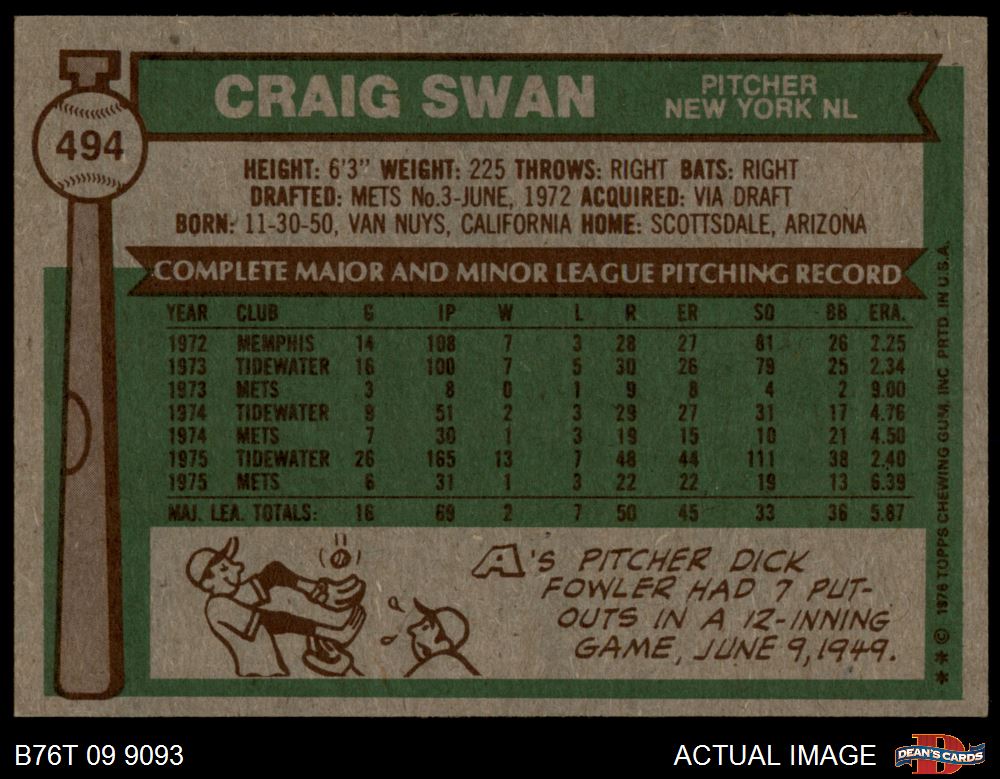 CRAIG SWAN
PITCHER
NEW YORK NL
494
HEIGHT: 6'3" WEIGHT: 225 THROWS: RIGHT BATS: RIGHT
DRAFTED: METS No.3-JUNE, 1972 ACQUIRED: VIA DRAFT
BORN: 11-30-50, VAN NUYS, CALIFORNIA HOME: SCOTTSDALE, ARIZONA
COMPLETE MAJOR AND MINOR LEAGUE PITCHING RECORD
YEAR CLUB G IP W L R ER SO BB ERA.
1972 MEMPHIS 14 108 7 3 28 27 81 26 2.25
1973 TIDEWATER 16 100 7 5 30 26 79 25 2.34
1973 METS 3 8 0 1 9 8 4 2 9.00
1974 TIDEWATER 9 51 2 3 29 27 31 17 4.76
1974 METS 7 30 1 3 19 15 10 21 4.50
1975 TIDEWATER 26 165 13 7 48 44 111 38 2.40
1975 METS 6 31 1 3 22 22 19 13 6.39
MAJ. LEA. TOTALS: 16 69 2 7 50 45 33 36 5.87
A'S PITCHER DICK
FOWLER HAD 7 PUT-
OUTS IN A 12-INNING
GAME, JUNE 9, 1949.
** © 1976 TOPPS CHEWING GUM, INC. PRTD. IN U.S.A.
B76T 09 9093
ACTUAL IMAGE
DEAN'S CARDS